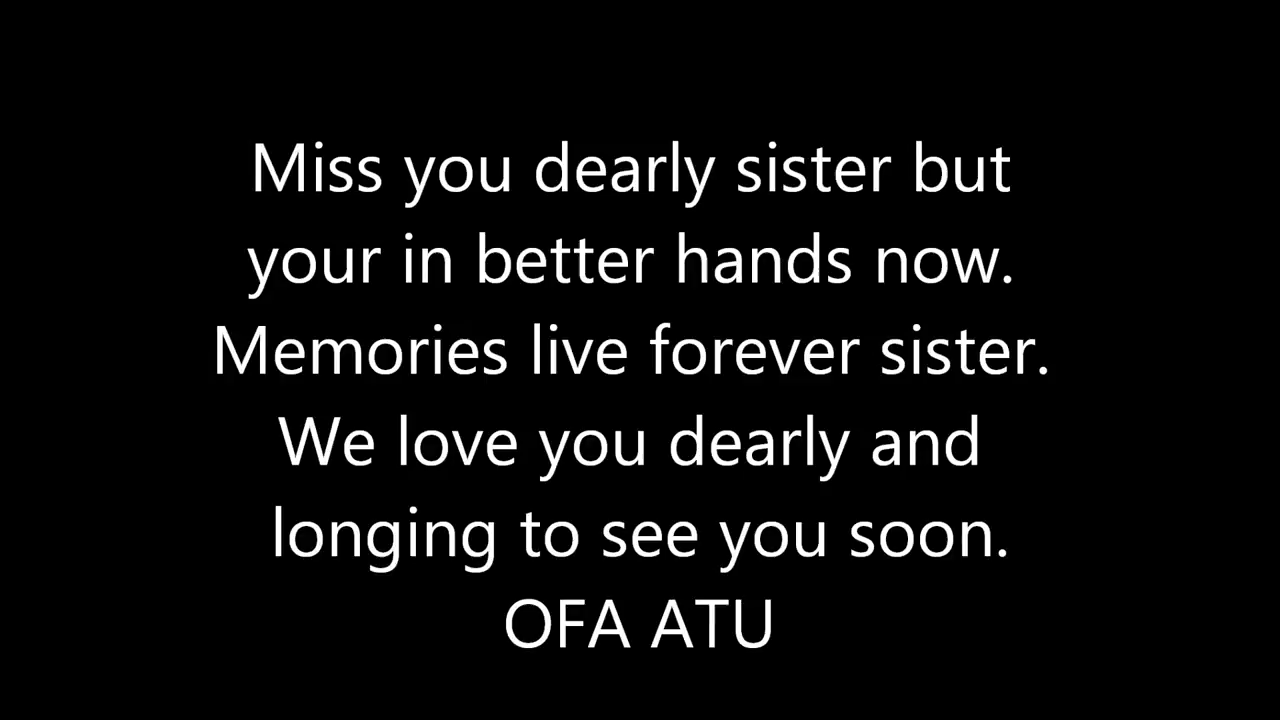 Miss you dearly sister but
your in better hands now.
Memories live forever sister.
We love you dearly and
longing to see you soon.
OFA ATU